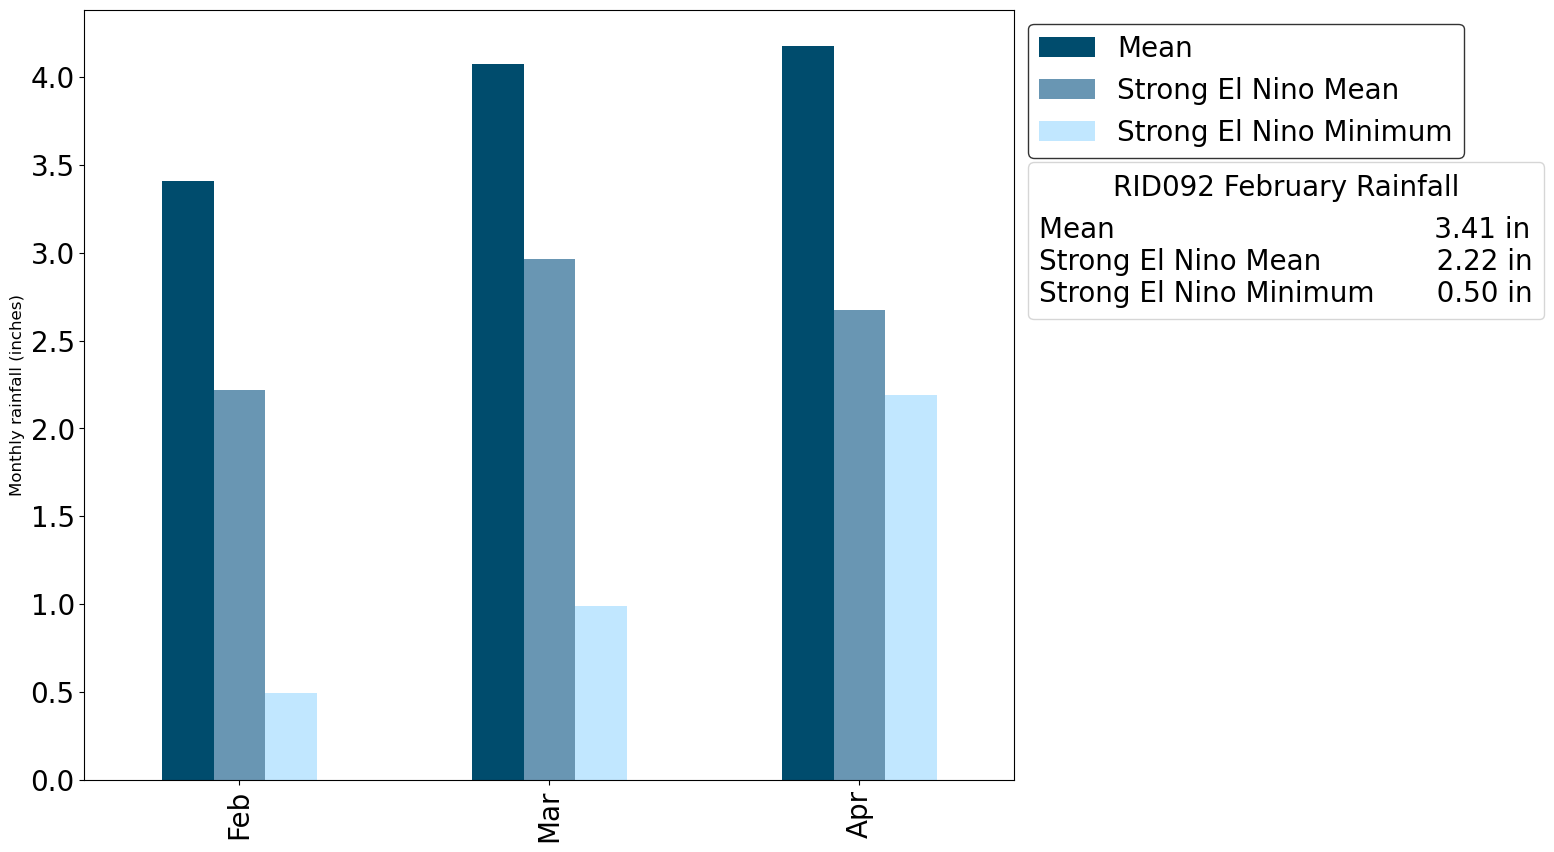 Monthly rainfall (inches)
4.0
3.5
3.0
2.5
2.0
1.5
1.0
0.5
0.0
Feb
Mar
Apr
Mean
Strong El Nino Mean
Strong El Nino Minimum
RID092 February Rainfall
Mean 3.41 in
Strong El Nino Mean 2.22 in
Strong El Nino Minimum 0.50 in